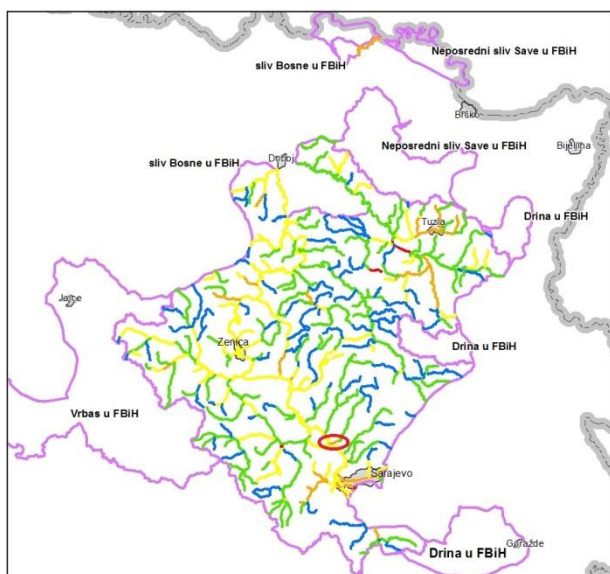 Neposredni sliv Save u FBiH
sliv Bosne u FBiH
Brčko
Bijeljina
Neposredni sliv Save u FBiH
Doboj
sliv Bosne u FBiH
Drina u FBiH
Tuzla
Jajce
Zenica
Drina u FBiH
Vrbas u FBiH
Sarajevo
Goražde
Drina u FBiH